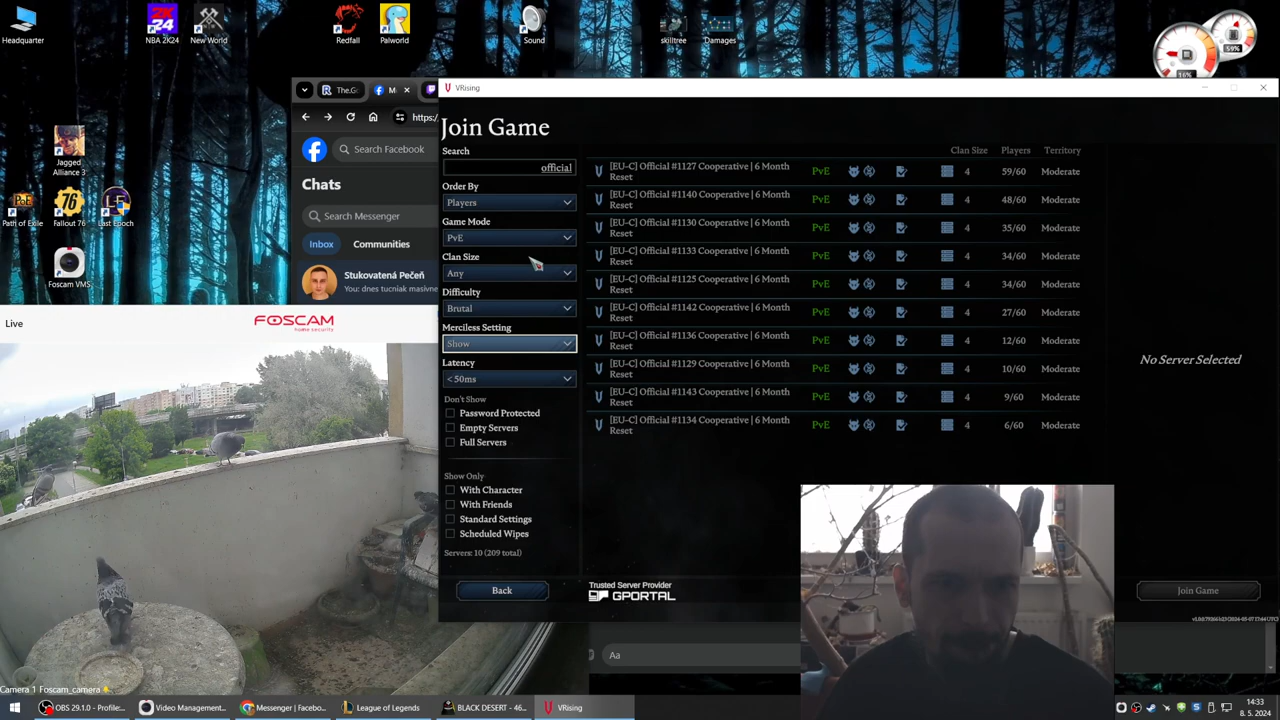 Headquarter
NBA 2K24
New World
Redfall
Palworld
Sound
skilltree
Damages
59%
16%
Jagged
Alliance 3
Path of Exile
Fallout 76
Last Epoch
Foscam VMS
The.Ge
M
https:/
Search Facebook
Chats
Search Messenger
Inbox
Communities
Stukovatená Pečeň
You: dnes tucniak masivne
VRising
Join Game
Search
official
Order By
Players
Game Mode
PvE
Clan Size
Any
Difficulty
Brutal
Merciless Setting
Show
Latency
<50ms
Don't Show
Password Protected
Empty Servers
Full Servers
Show Only
With Character
With Friends
Standard Settings
Scheduled Wipes
Servers: 10 (209 total)
Back
Clan Size Players Territory
[EU-C] Official #1127 Cooperative | 6 Month
Reset
PvE 4 59/60 Moderate
[EU-C] Official #1140 Cooperative | 6 Month
Reset
PvE 4 48/60 Moderate
[EU-C] Official #1130 Cooperative | 6 Month
Reset
PvE 4 35/60 Moderate
[EU-C] Official #1133 Cooperative | 6 Month
Reset
PvE 4 34/60 Moderate
[EU-C] Official #1125 Cooperative | 6 Month
Reset
PvE 4 34/60 Moderate
[EU-C] Official #1142 Cooperative | 6 Month
Reset
PvE 4 27/60 Moderate
[EU-C] Official #1136 Cooperative | 6 Month
Reset
PvE 4 12/60 Moderate
[EU-C] Official #1129 Cooperative | 6 Month
Reset
PvE 4 10/60 Moderate
[EU-C] Official #1143 Cooperative | 6 Month
Reset
PvE 4 9/60 Moderate
[EU-C] Official #1134 Cooperative | 6 Month
Reset
PvE 4 6/60 Moderate
No Server Selected
Trusted Server Provider
GPORTAL
Join Game
Live
FOSCAM
home security
Camera 1 Foscam_camera
Aa
OBS 29.1.0 - Profile:...
Video Management...
Messenger | Facebo...
League of Legends
BLACK DESERT - 46...
VRising
14:33
8. 5. 2024